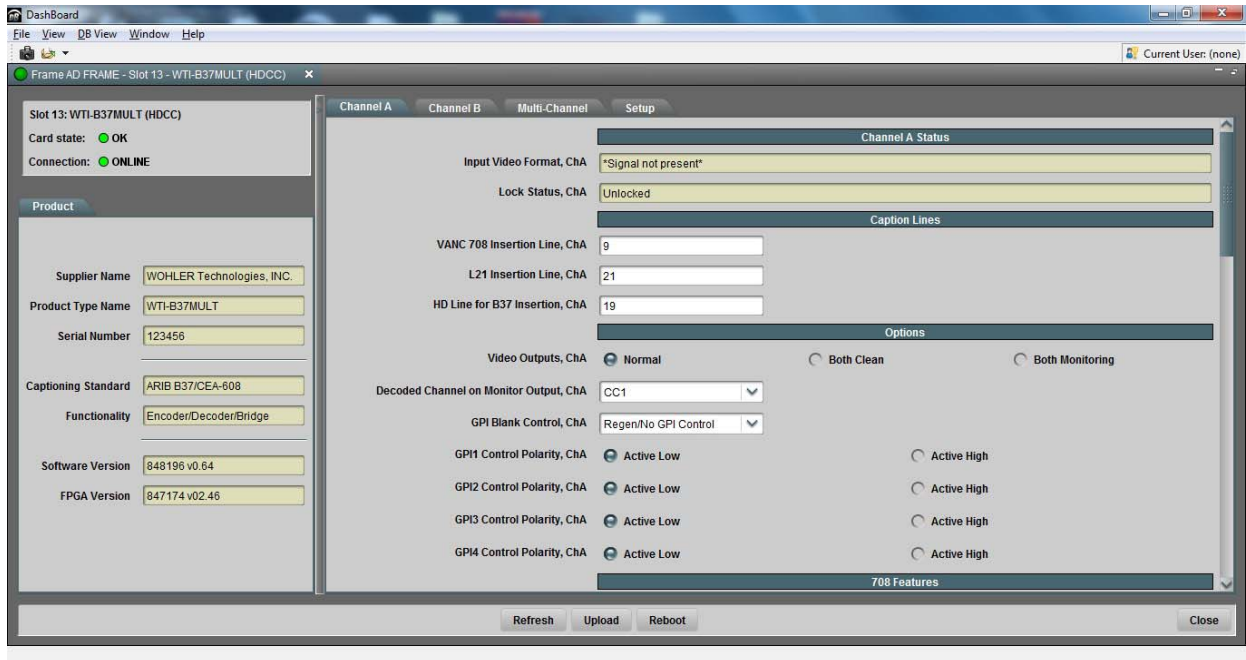 DashBoard
File View DB View Window Help
Current User: (none)
Frame AD FRAME - Slot 13 - WTI-B37MULT (HDCC)
Slot 13: WTI-B37MULT (HDCC)
Card state: OK
Connection: ONLINE
Product
Supplier Name WOHLER Technologies, INC.
Product Type Name WTI-B37MULT
Serial Number 123456
Captioning Standard ARIB B37/CEA-608
Functionality Encoder/Decoder/Bridge
Software Version 848196 v0.64
FPGA Version 847174 v02.46
Channel A Channel B Multi-Channel Setup
Channel A Status
Input Video Format, ChA *Signal not present*
Lock Status, ChA Unlocked
Caption Lines
VANC 708 Insertion Line, ChA 9
L21 Insertion Line, ChA 21
HD Line for B37 Insertion, ChA 19
Options
Video Outputs, ChA Normal Both Clean Both Monitoring
Decoded Channel on Monitor Output, ChA CC1
GPI Blank Control, ChA Regen/No GPI Control
GPI1 Control Polarity, ChA Active Low Active High
GPI2 Control Polarity, ChA Active Low Active High
GPI3 Control Polarity, ChA Active Low Active High
GPI4 Control Polarity, ChA Active Low Active High
708 Features
Refresh Upload Reboot Close